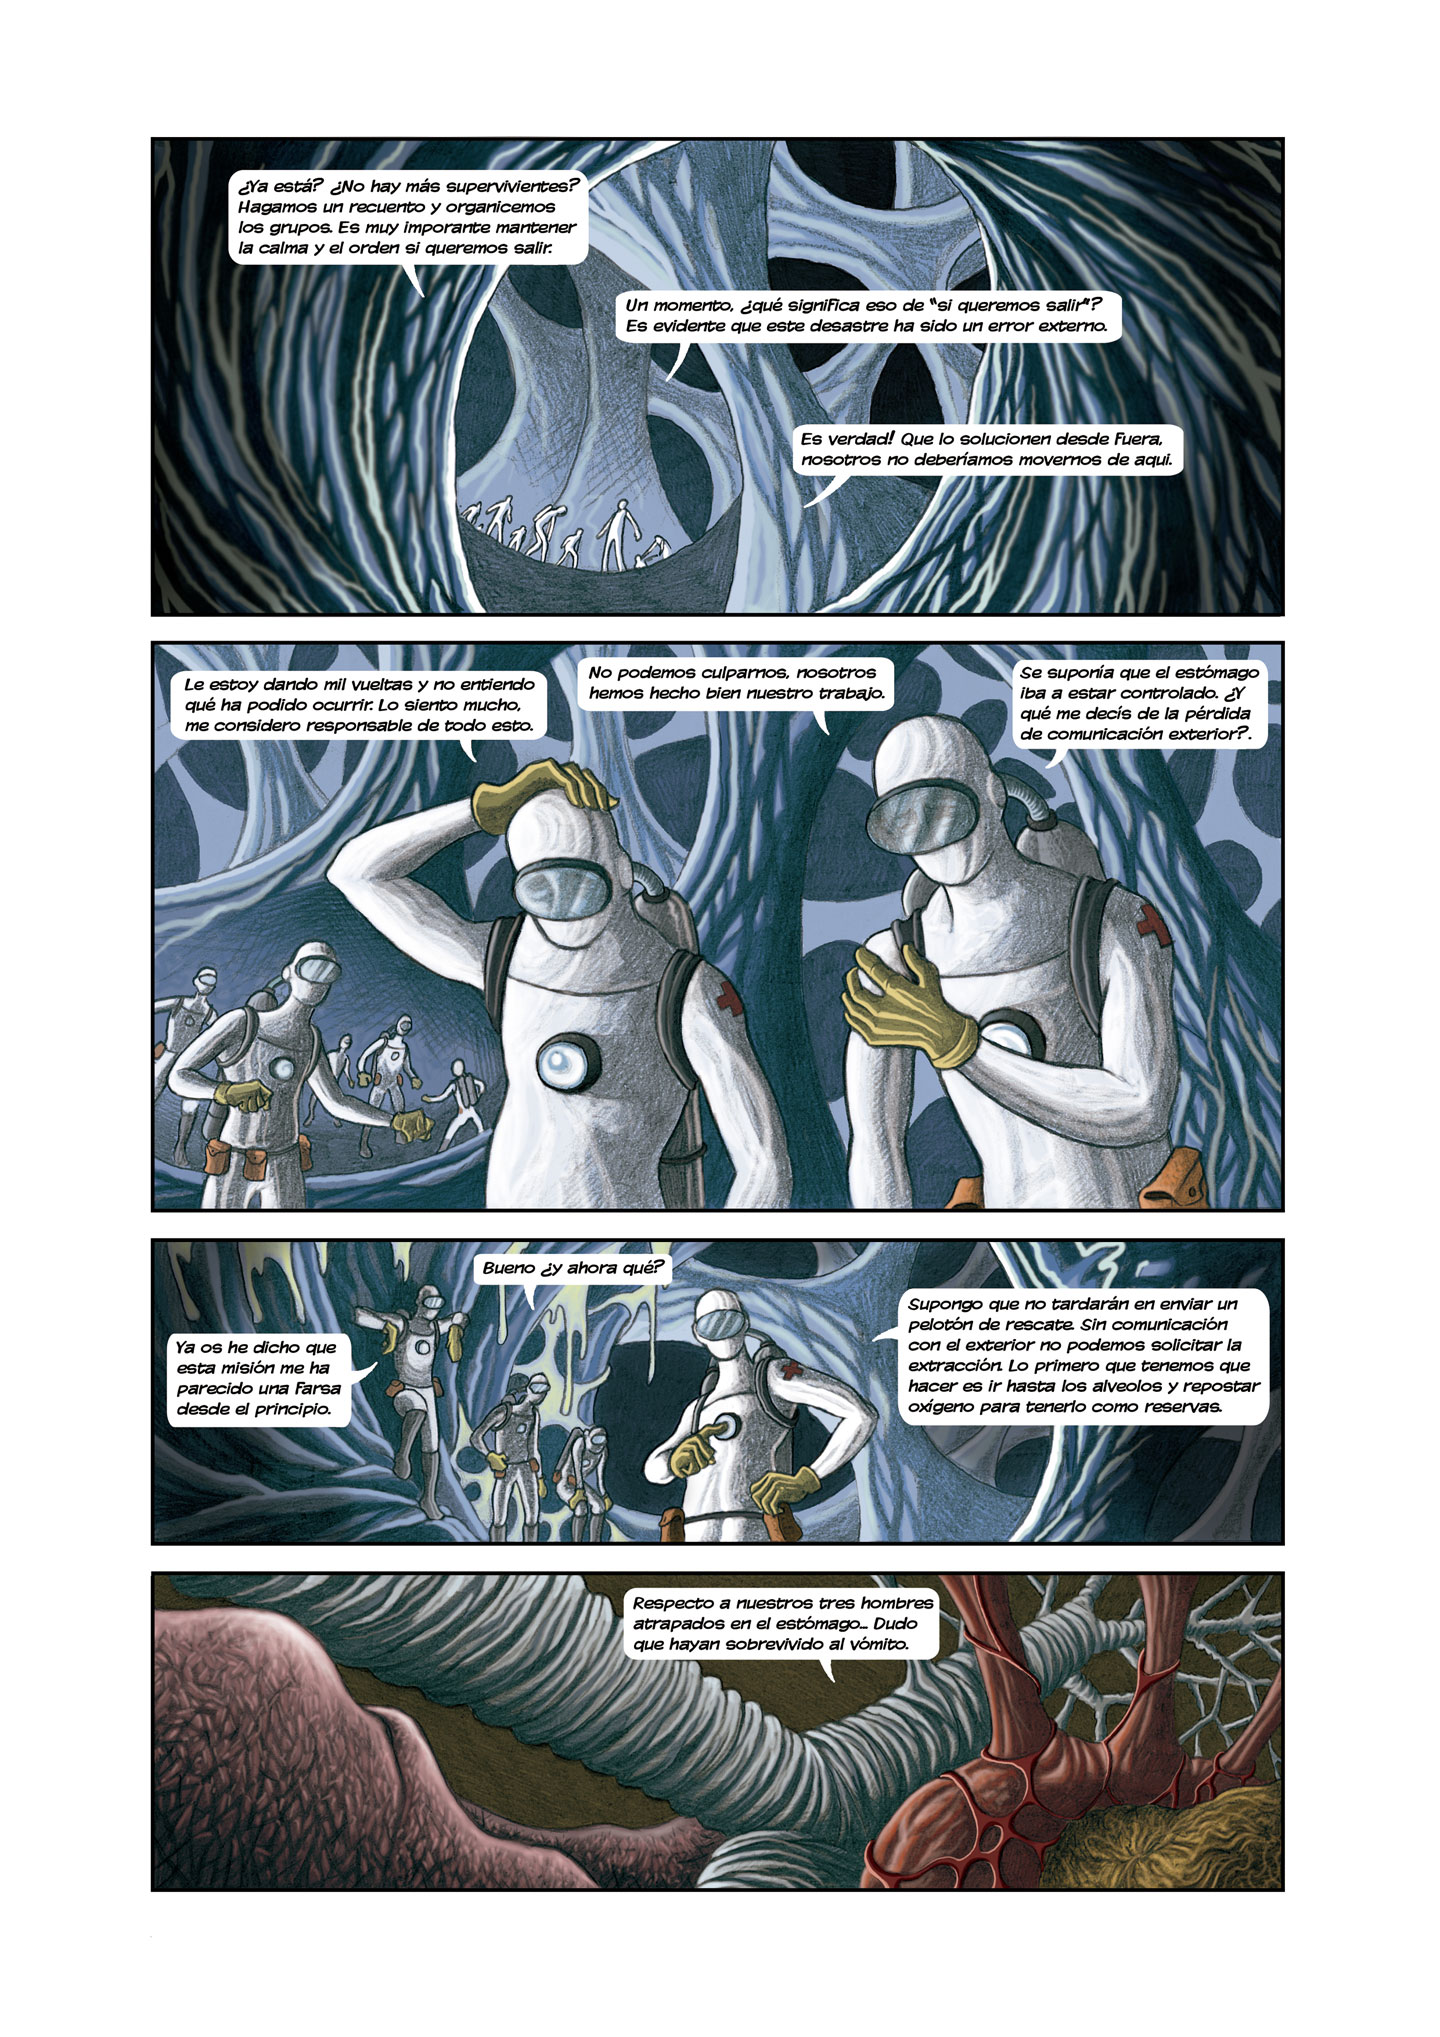 ¿Ya está? ¿No hay más supervivientes?
Hagamos un recuento y organicemos
los grupos. Es muy imporante mantener
la calma y el orden si queremos salir.
Un momento, ¿qué significa eso de "si queremos salir"?
Es evidente que este desastre ha sido un error externo.
Es verdad! Que lo solucionen desde fuera,
nosotros no deberíamos movernos de aqui.
Le estoy dando mil vueltas y no entiendo
qué ha podido ocurrir. Lo siento mucho,
me considero responsable de todo esto.
No podemos culparnos, nosotros
hemos hecho bien nuestro trabajo.
Se suponía que el estómago
iba a estar controlado. ¿Y
qué me decís de la pérdida
de comunicación exterior?.
Ya os he dicho que
esta misión me ha
parecido una farsa
desde el principio.
Bueno ¿y ahora qué?
Supongo que no tardarán en enviar un
pelotón de rescate. Sin comunicación
con el exterior no podemos solicitar la
extracción. Lo primero que tenemos que
hacer es ir hasta los alveolos y repostar
oxígeno para tenerlo como reservas.
Respecto a nuestros tres hombres
atrapados en el estómago... Dudo
que hayan sobrevivido al vómito.